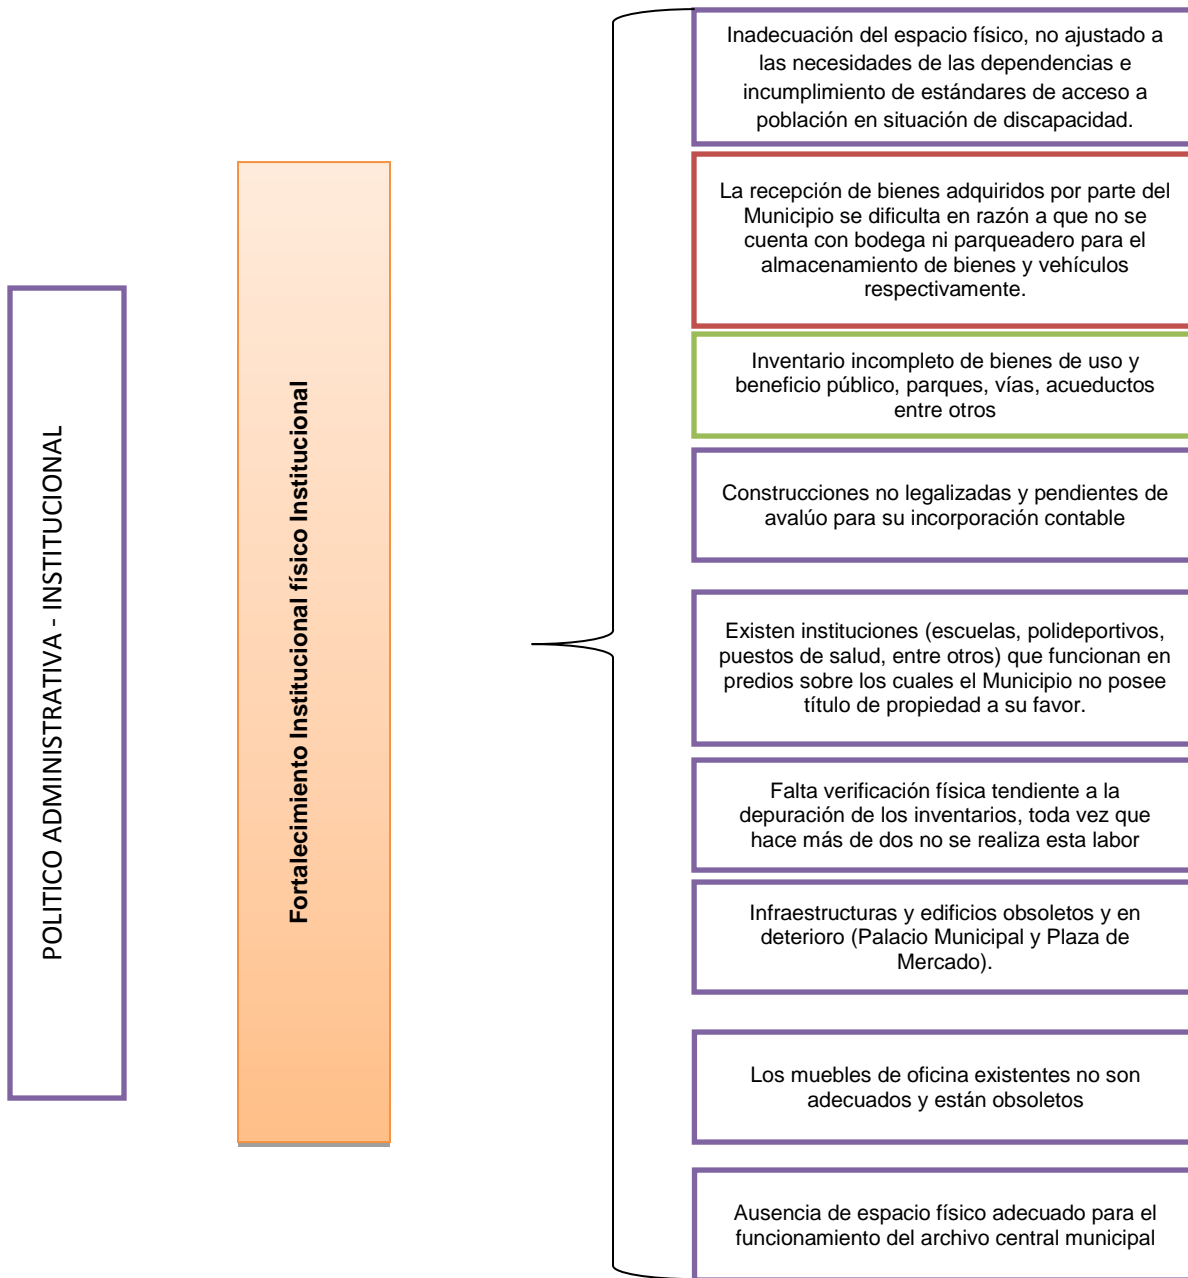 POLITICO ADMINISTRATIVA - INSTITUCIONAL
Fortalecimiento Institucional físico Institucional
Inadecuación del espacio físico, no ajustado a
las necesidades de las dependencias e
incumplimiento de estándares de acceso a
población en situación de discapacidad.
La recepción de bienes adquiridos por parte del
Municipio se dificulta en razón a que no se
cuenta con bodega ni parqueadero para el
almacenamiento de bienes y vehículos
respectivamente.
Inventario incompleto de bienes de uso y
beneficio público, parques, vías, acueductos
entre otros
Construcciones no legalizadas y pendientes de
avalúo para su incorporación contable
Existen instituciones (escuelas, polideportivos,
puestos de salud, entre otros) que funcionan en
predios sobre los cuales el Municipio no posee
título de propiedad a su favor.
Falta verificación física tendiente a la
depuración de los inventarios, toda vez que
hace más de dos no se realiza esta labor
Infraestructuras y edificios obsoletos y en
deterioro (Palacio Municipal y Plaza de
Mercado).
Los muebles de oficina existentes no son
adecuados y están obsoletos
Ausencia de espacio físico adecuado para el
funcionamiento del archivo central municipal